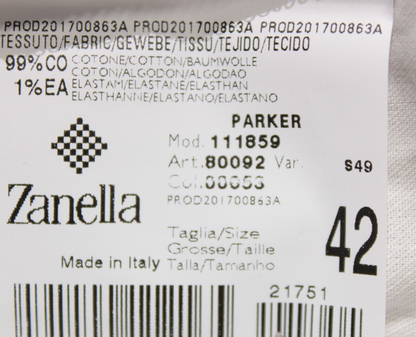 PROD201700863A PROD201700863A PROD201700863A
TESSUTO/FABRIC/GEWEBE/TISSU/TEJIDO/TECIDO
99%CO COTONE/COTTON/BAUMWOLLE
COTON/ALGODON/ALGODAO
1%EA ELASTAM/ELASTANE/ELASTHAN
ELASTHANNE/ELASTANO/ELASTANO
PARKER
Mod. 111859
Art. 80092 Var. S49
Col. 00053
PROD201700863A
Zanella
Taglia/Size
Grosse/Taille
Talla/Tamanho
42
Made in Italy
21751